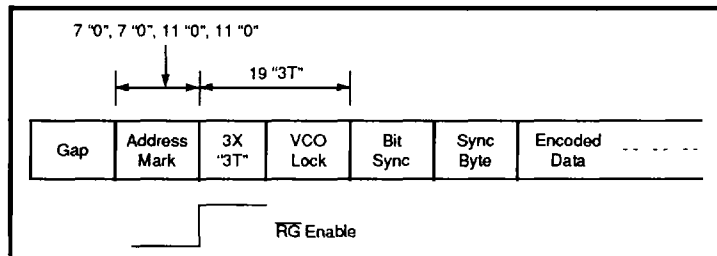 7 "0", 7 "0", 11 "0", 11 "0"
19 "3T"
Gap
Address
Mark
3X
"3T"
VCO
Lock
Bit
Sync
Sync
Byte
Encoded
Data
RG Enable